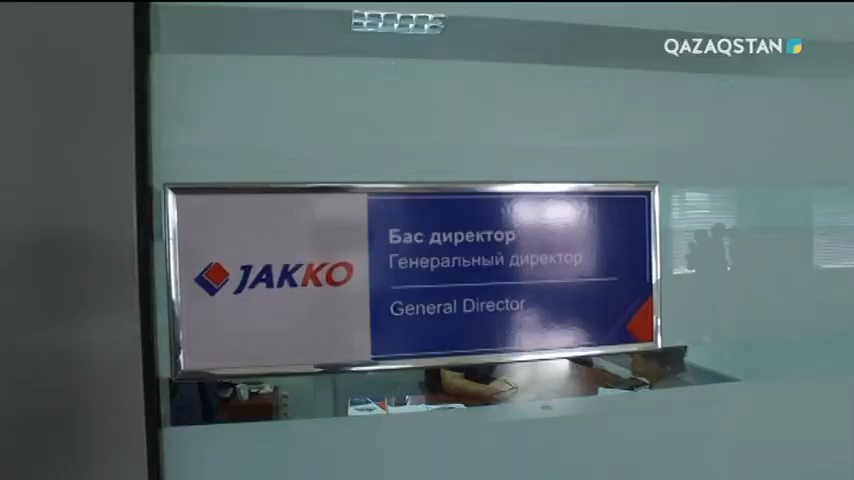 QAZAQSTAN
JAKKO
Бас директор
Генеральный директор
General Director